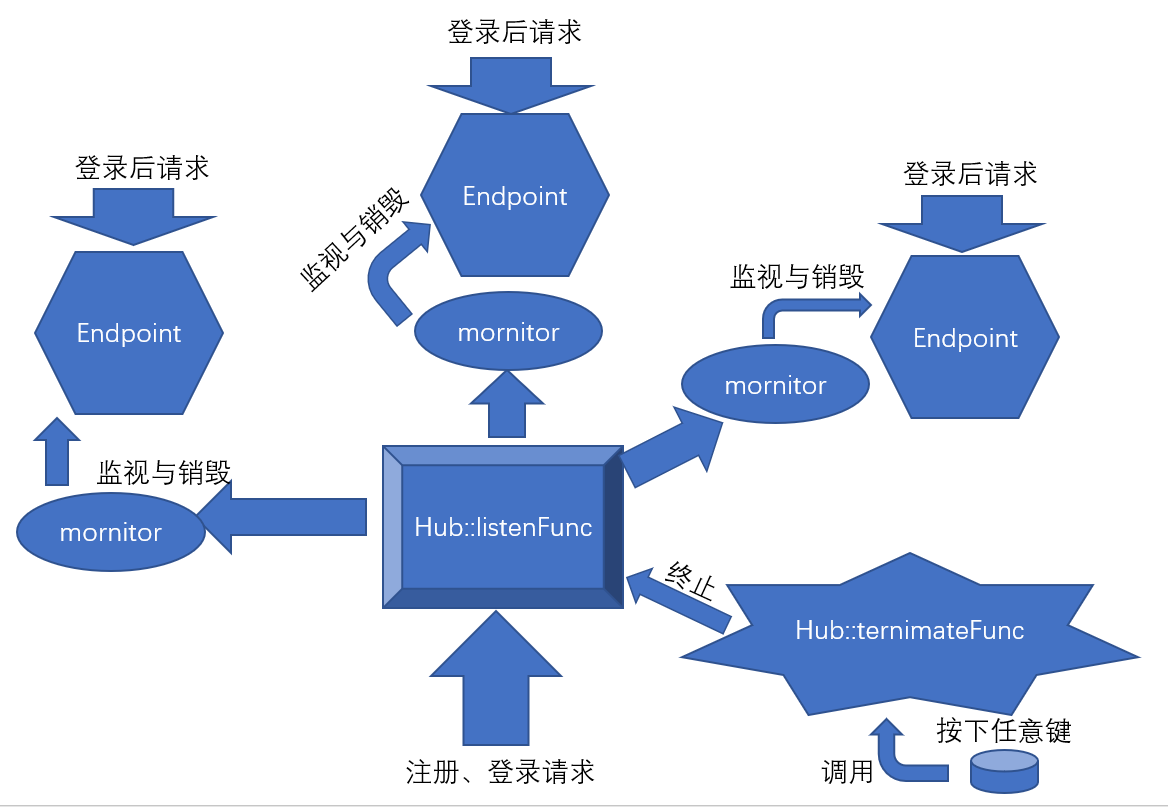 登录后请求
登录后请求
登录后请求
Endpoint
监视与销毁
Endpoint
监视与销毁
Endpoint
mornitor
mornitor
监视与销毁
mornitor
Hub::listenFunc
终止
Hub::ternimateFunc
按下任意键
注册、登录请求
调用